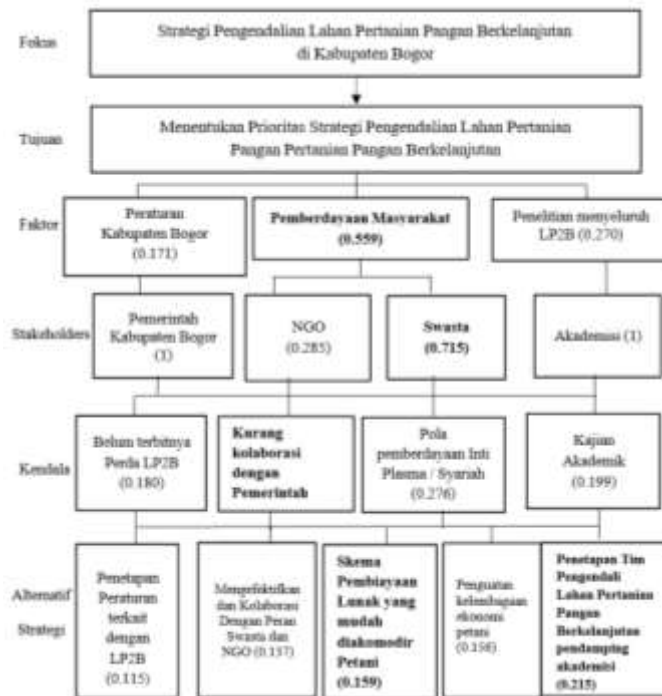 Fokus
Strategi Pengendalian Lahan Pertanian Pangan Berkelanjutan
di Kabupaten Bogor
Tujuan
Menentukan Prioritas Strategi Pengendalian Lahan Pertanian
Pangan Pertanian Pangan Berkelanjutan
Faktor
Peraturan
Kabupaten Bogor
(0.171)
Pemberdayaan Masyarakat
(0.559)
Penelitian menyeluruh
LP2B (0.270)
Stakeholders
Pemerintah
Kabupaten Bogor
(1)
NGO
(0.285)
Swasta
(0.715)
Akademisi (1)
Kendala
Belum terbitnya
Perda LP2B
(0.180)
Kurang
kolaborasi
dengan
Pemerintah
Pola
pemberdayaan Inti
Plasma / Syariah
(0.276)
Kajian
Akademik
(0.199)
Alternatif
Strategi
Penetapan
Peraturan
terkait
dengan
LP2B
(0.115)
Mengefektifkan
dan Kolaborasi
Dengan Peran
Swasta dan
NGO (0.157)
Skema
Pembiayaan
Lunak yang
mudah
diakomodir
Petani
(0.159)
Penguatan
kelembagaan
ekonomi
petani
(0.156)
Penetapan Tim
Pengendali
Lahan Pertanian
Pangan
Berkelanjutan
pendamping
akademisi
(0.215)